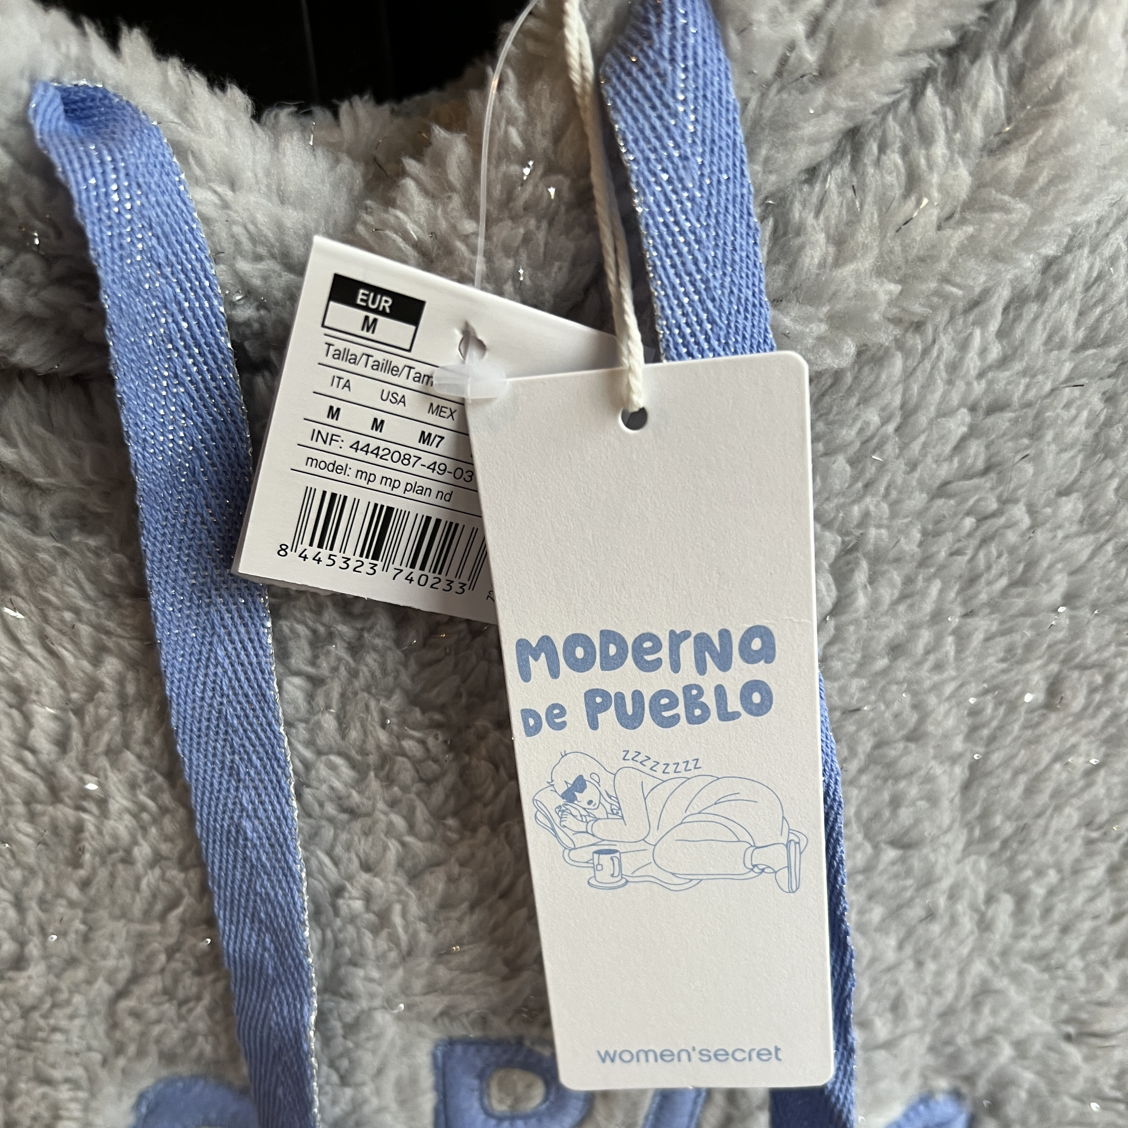 EUR
M
Talla/Taille/Tam
ITA USA MEX
M M M/7
INF: 4442087-49-03
model: mp mp plan nd
8 445323 740233
MODerNa
De PUeBLO
ZZZZZZZZ
women'secret